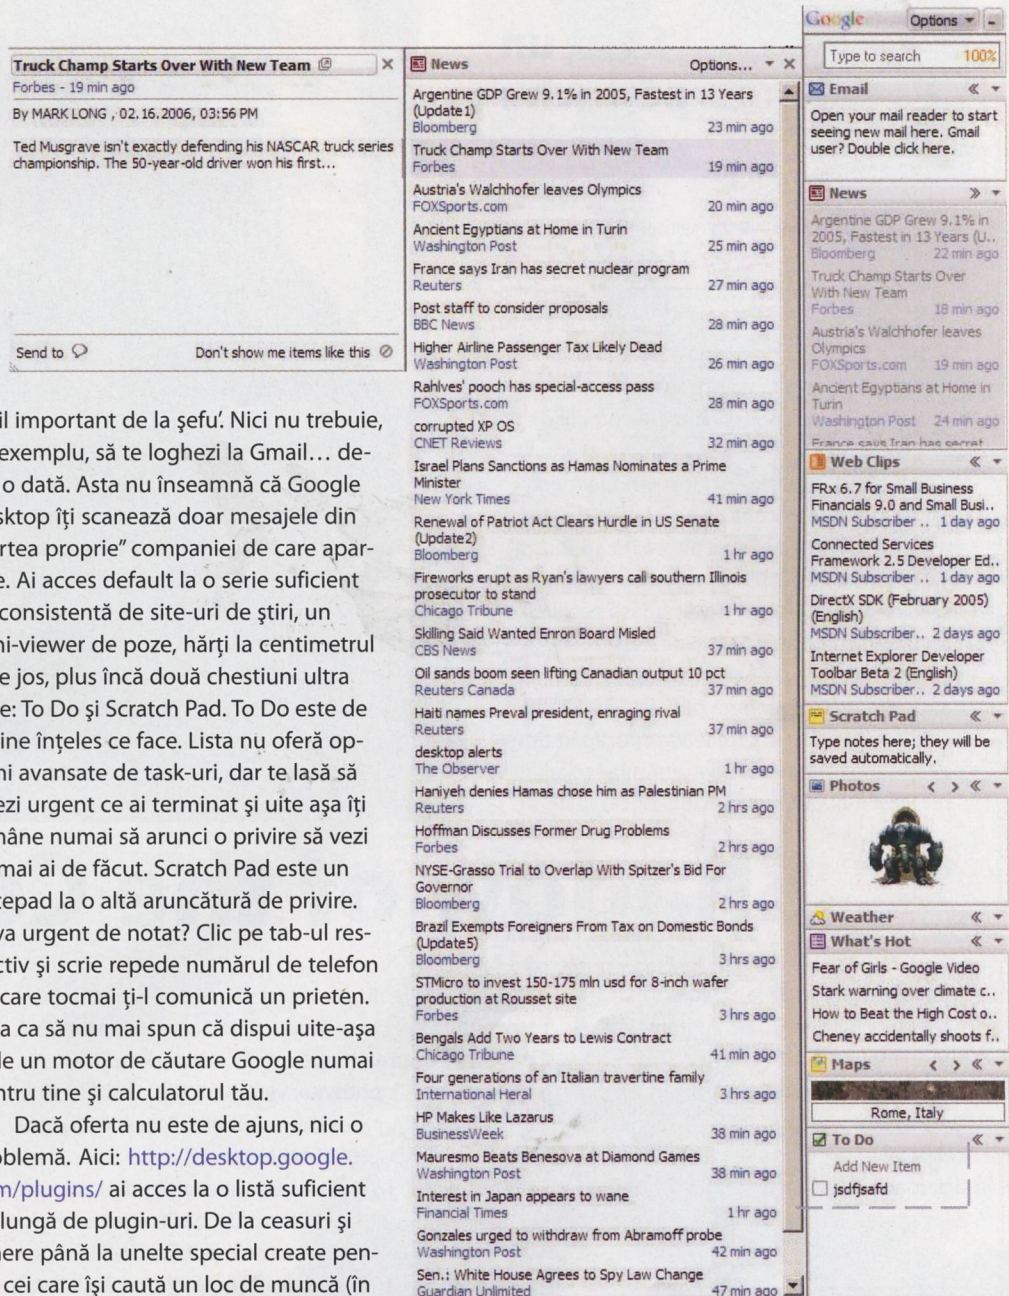 Truck Champ Starts Over With New Team
Forbes - 19 min ago
By MARK LONG , 02.16.2006, 03:56 PM
Ted Musgrave isn't exactly defending his NASCAR truck series
championship. The 50-year-old driver won his first...
Send to
Don't show me items like this
il important de la şefu'. Nici nu trebuie,
exemplu, să te loghezi la Gmail... de-
o dată. Asta nu înseamnă că Google
sktop îţi scanează doar mesajele din
rtea proprie" companiei de care apar-
e. Ai acces default la o serie suficient
consistentă de site-uri de ştiri, un
ni-viewer de poze, hărţi la centimetrul
e jos, plus încă două chestiuni ultra
e: To Do şi Scratch Pad. To Do este de
ine înţeles ce face. Lista nu oferă op-
ni avansate de task-uri, dar te lasă să
ezi urgent ce ai terminat şi uite aşa îţi
nâne numai să arunci o privire să vezi
mai ai de făcut. Scratch Pad este un
tepad la o altă aruncătură de privire.
va urgent de notat? Clic pe tab-ul res-
ctiv şi scrie repede numărul de telefon
care tocmai ţi-l comunică un prieten.
a ca să nu mai spun că dispui uite-aşa
le un motor de căutare Google numai
ntru tine şi calculatorul tău.
Dacă oferta nu este de ajuns, nici o
oblemă. Aici: http://desktop.google.
m/plugins/ ai acces la o listă suficient
lungă de plugin-uri. De la ceasuri şi
nere până la unelte special create pen-
cei care îşi caută un loc de muncă (în
News
Options...
Argentine GDP Grew 9.1% in 2005, Fastest in 13 Years
(Update1)
Bloomberg 23 min ago
Truck Champ Starts Over With New Team
Forbes 19 min ago
Austria's Walchhofer leaves Olympics
FOXSports.com 20 min ago
Ancient Egyptians at Home in Turin
Washington Post 25 min ago
France says Iran has secret nuclear program
Reuters 27 min ago
Post staff to consider proposals
BBC News 28 min ago
Higher Airline Passenger Tax Likely Dead
Washington Post 26 min ago
Rahlves' pooch has special-access pass
FOXSports.com 28 min ago
corrupted XP OS
CNET Reviews 32 min ago
Israel Plans Sanctions as Hamas Nominates a Prime
Minister
New York Times 41 min ago
Renewal of Patriot Act Clears Hurdle in US Senate
(Update2)
Bloomberg 1 hr ago
Fireworks erupt as Ryan's lawyers call southern Illinois
prosecutor to stand
Chicago Tribune 1 hr ago
Skilling Said Wanted Enron Board Misled
CBS News 37 min ago
Oil sands boom seen lifting Canadian output 10 pct
Reuters Canada 37 min ago
Haiti names Preval president, enraging rival
Reuters 37 min ago
desktop alerts
The Observer 1 hr ago
Haniyeh denies Hamas chose him as Palestinian PM
Reuters 2 hrs ago
Hoffman Discusses Former Drug Problems
Forbes 2 hrs ago
NYSE-Grasso Trial to Overlap With Spitzer's Bid For
Governor
Bloomberg 2 hrs ago
Brazil Exempts Foreigners From Tax on Domestic Bonds
(Update5)
Bloomberg 3 hrs ago
STMicro to invest 150-175 mln usd for 8-inch wafer
production at Rousset site
Forbes 3 hrs ago
Bengals Add Two Years to Lewis Contract
Chicago Tribune 41 min ago
Four generations of an Italian travertine family
International Heral 3 hrs ago
HP Makes Like Lazarus
BusinessWeek 38 min ago
Mauresmo Beats Benesova at Diamond Games
Washington Post 38 min ago
Interest in Japan appears to wane
Financial Times 1 hr ago
Gonzales urged to withdraw from Abramoff probe
Washington Post 42 min ago
Sen.: White House Agrees to Spy Law Change
Guardian Unlimited 47 min ago
Google Options
Type to search 100%
Email
Open your mail reader to start
seeing new mail here. Gmail
user? Double click here.
News
Argentine GDP Grew 9.1% in
2005, Fastest in 13 Years (U..
Bloomberg 22 min ago
Truck Champ Starts Over
With New Team
Forbes 18 min ago
Austria's Walchhofer leaves
Olympics
FOXSports.com 19 min ago
Ancient Egyptians at Home in
Turin
Washington Post 24 min ago
France says Iran has secret
Web Clips
FRx 6.7 for Small Business
Financials 9.0 and Small Busi..
MSDN Subscriber .. 1 day ago
Connected Services
Framework 2.5 Developer Ed..
MSDN Subscriber .. 1 day ago
DirectX SDK (February 2005)
(English)
MSDN Subscriber.. 2 days ago
Internet Explorer Developer
Toolbar Beta 2 (English)
MSDN Subscriber.. 2 days ago
Scratch Pad
Type notes here; they will be
saved automatically.
Photos
Weather
What's Hot
Fear of Girls - Google Video
Stark warning over climate c..
How to Beat the High Cost o..
Cheney accidentally shoots f..
Maps
Rome, Italy
To Do
Add New Item
jsdfjsafd